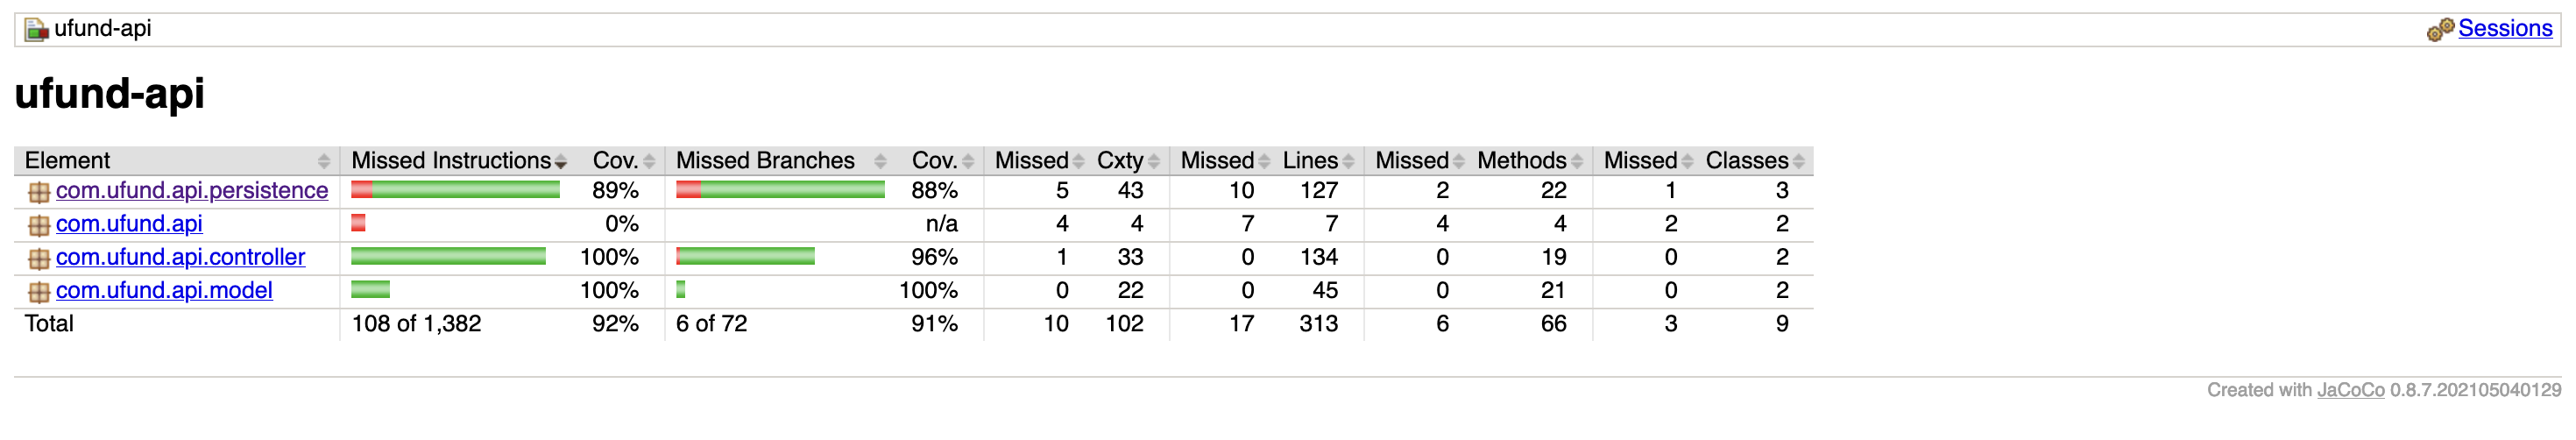 ufund-api Sessions
ufund-api
Element Missed Instructions Cov. Missed Branches Cov. Missed Cxty Missed Lines Missed Methods Missed Classes
com.ufund.api.persistence 89% 88% 5 43 10 127 2 22 1 3
com.ufund.api 0% n/a 4 4 7 7 4 4 2 2
com.ufund.api.controller 100% 96% 1 33 0 134 0 19 0 2
com.ufund.api.model 100% 100% 0 22 0 45 0 21 0 2
Total 108 of 1,382 92% 6 of 72 91% 10 102 17 313 6 66 3 9
Created with JaCoCo 0.8.7.202105040129